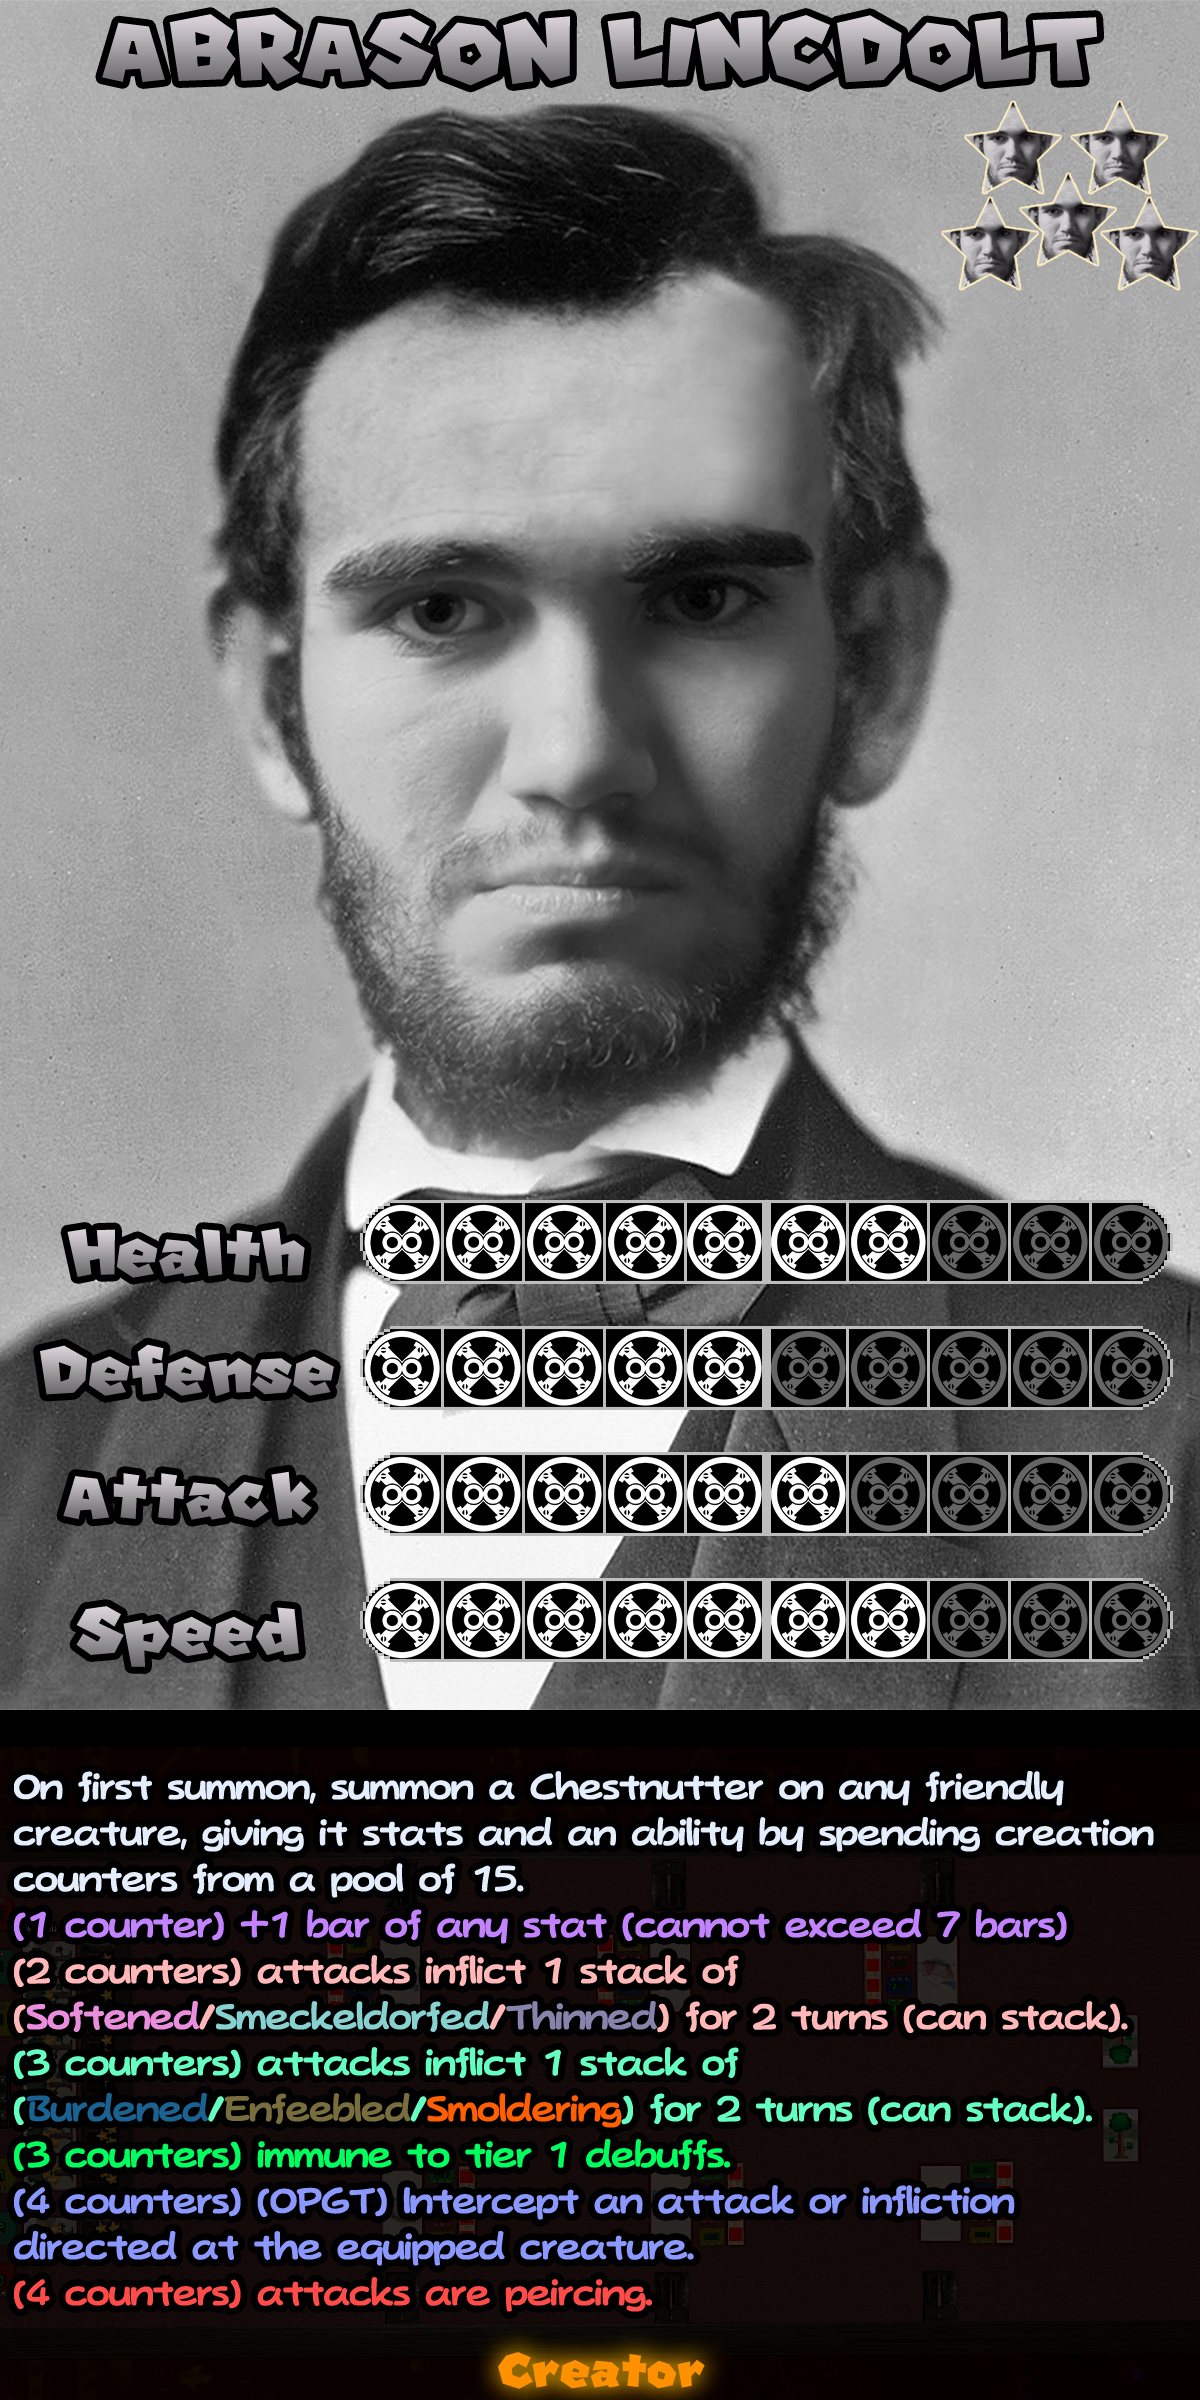 ABRASON LINCDOLT
Health
Defense
Attack
Speed
On first summon, summon a Chestnutter on any friendly
creature, giving it stats and an ability by spending creation
counters from a pool of 15.
(1 counter) +1 bar of any stat (cannot exceed 7 bars)
(2 counters) attacks inflict 1 stack of
(Softened/Smeckeldorfed/Thinned) for 2 turns (can stack).
(3 counters) attacks inflict 1 stack of
(Burdened/Enfeebled/Smoldering) for 2 turns (can stack).
(3 counters) immune to tier 1 debuffs.
(4 counters) (OPGT) Intercept an attack or infliction
directed at the equipped creature.
(4 counters) attacks are peircing.
Creator